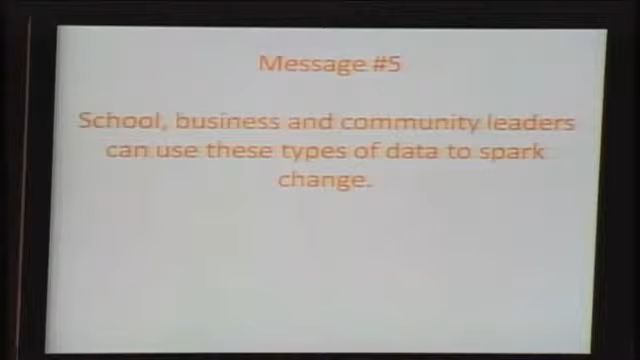 Message #5
School, business and community leaders
can use these types of data to spark
change.